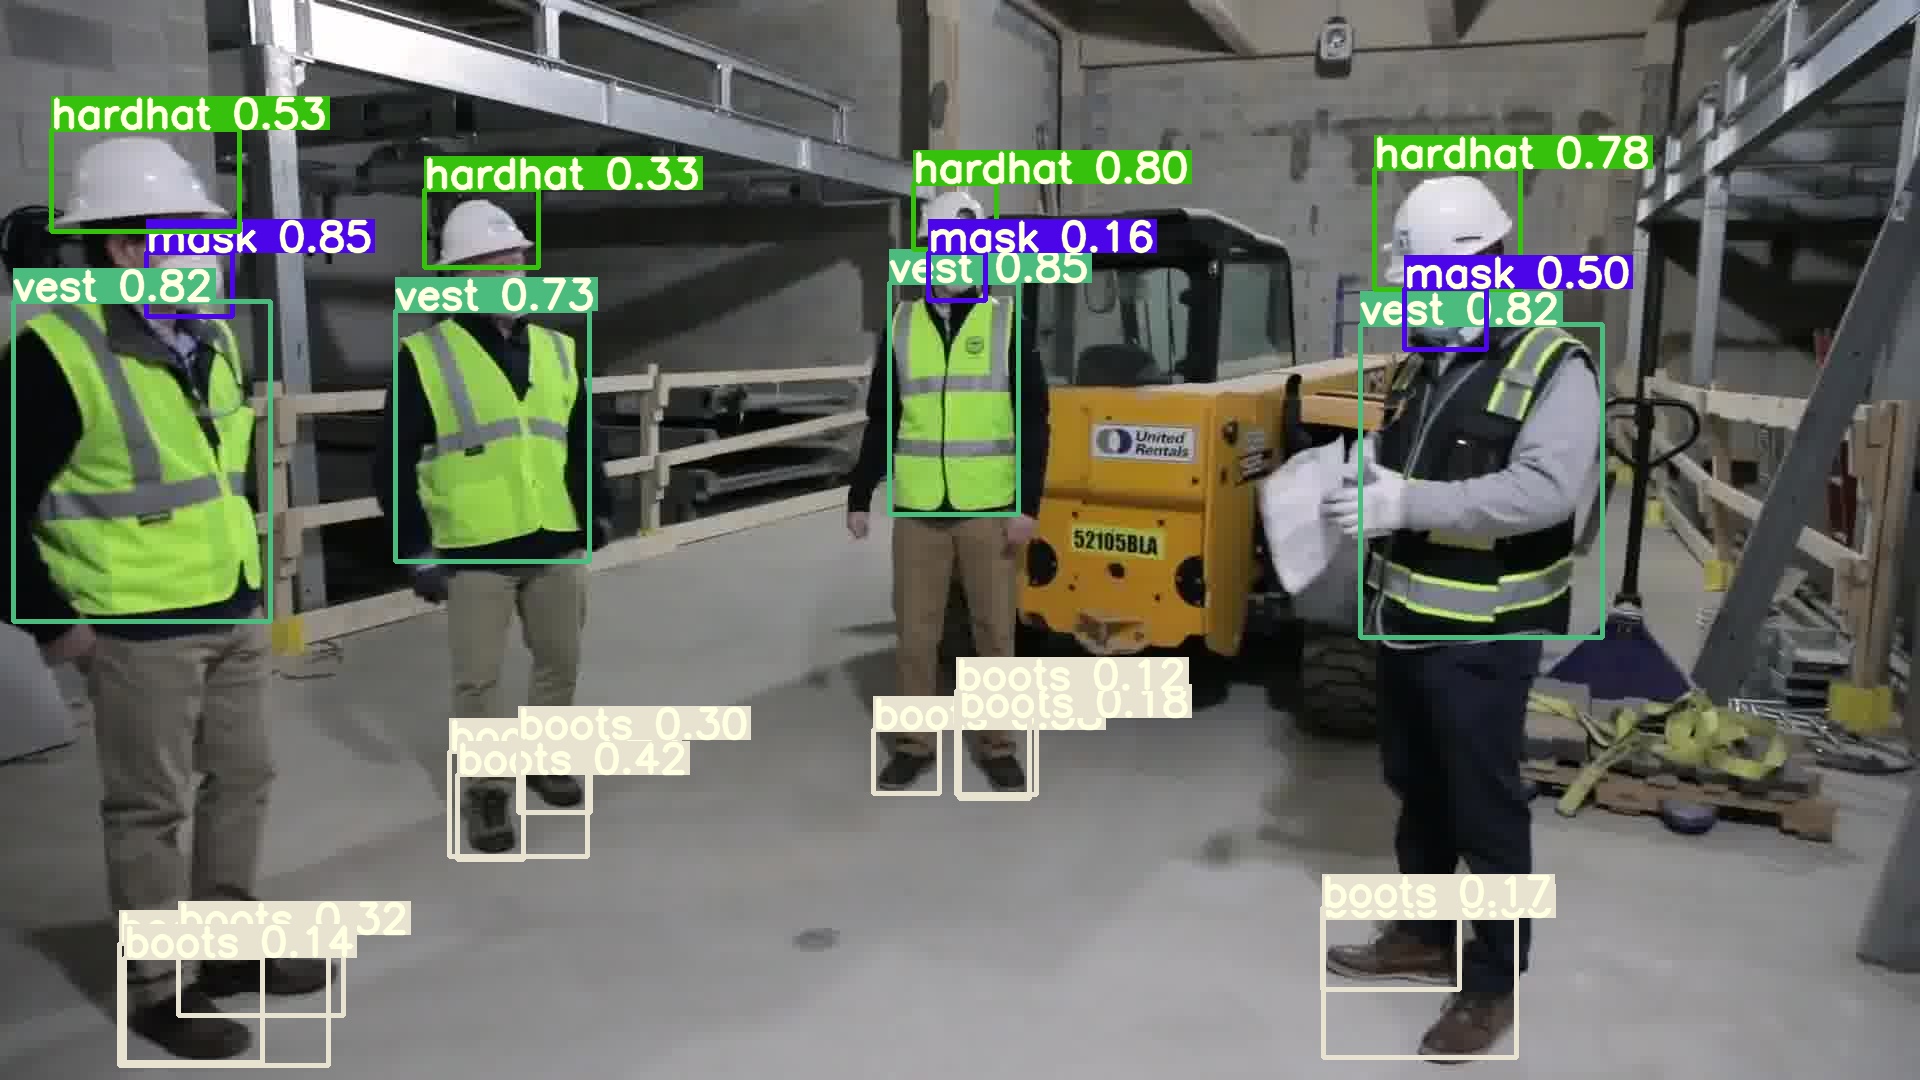 hardhat 0.53
hardhat 0.33
hardhat 0.80
hardhat 0.78
mask 0.85
mask 0.16
mask 0.50
vest 0.82
vest 0.73
vest 0.85
vest 0.82
United
Rentals
52105BLA
boots 0.12
boots 0.18
boots 0.30
boots 0.42
boots 0.17
boots 0.32
boots 0.14